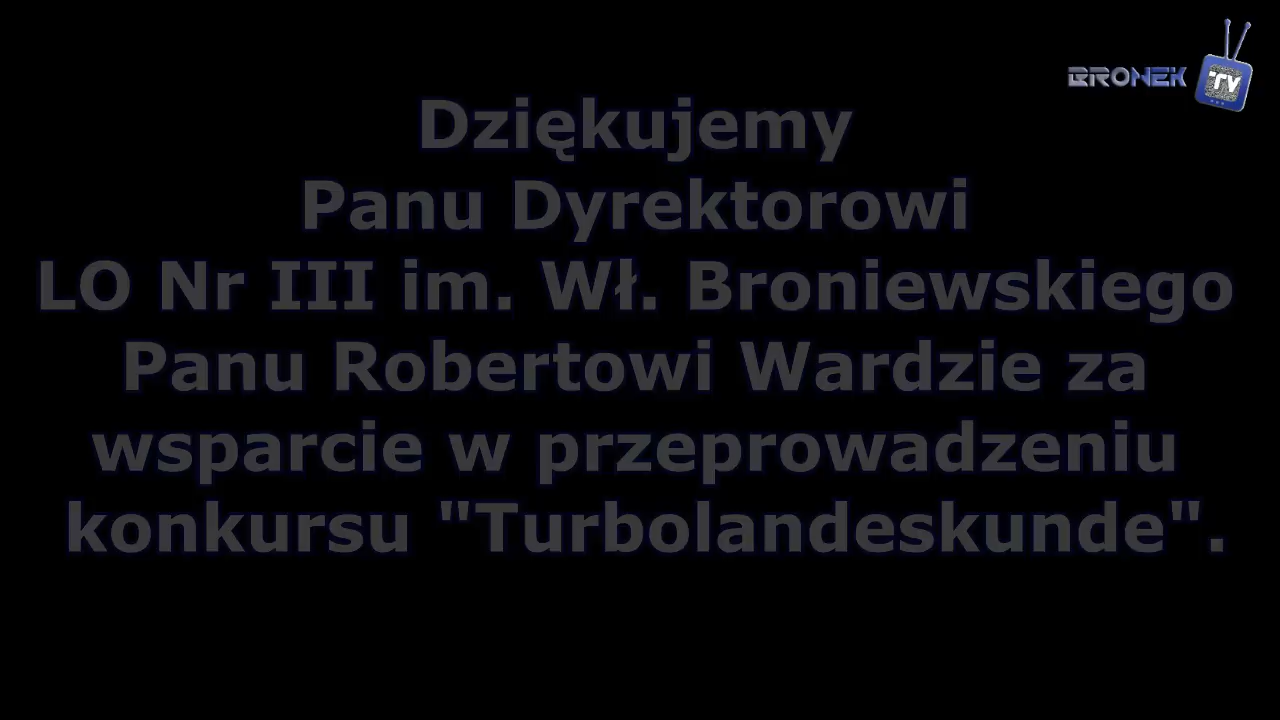 BRONEK TV
Dziękujemy
Panu Dyrektorowi
LO Nr III im. Wł. Broniewskiego
Panu Robertowi Wardzie za
wsparcie w przeprowadzeniu
konkursu "Turbolandeskunde".